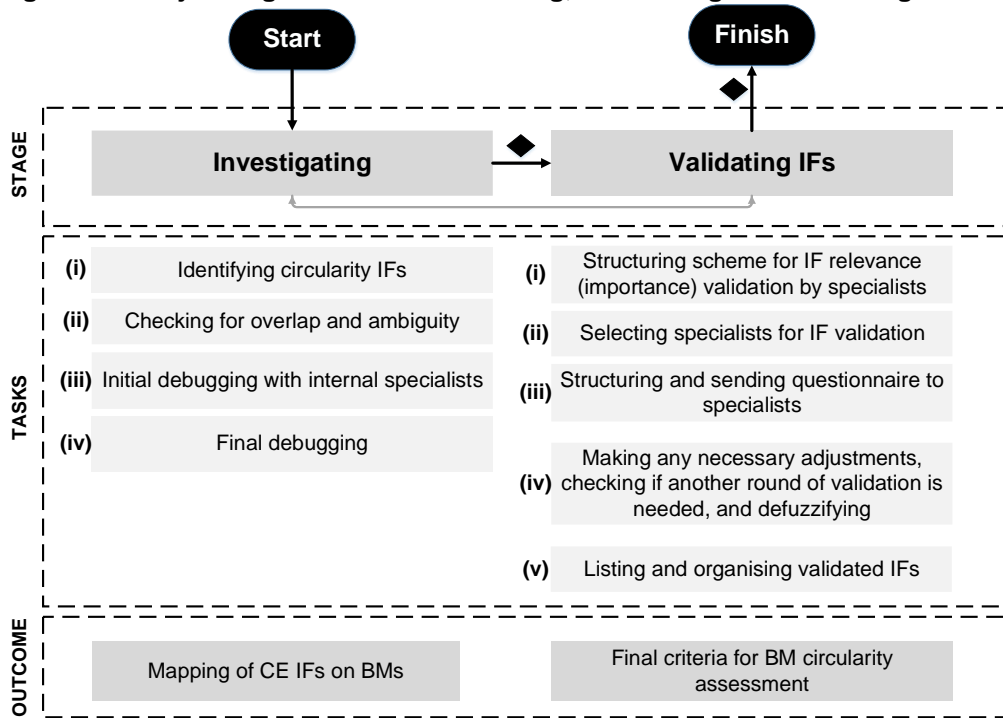 Start
Finish
STAGE
Investigating
Validating IFs
TASKS
(i) Identifying circularity IFs
(ii) Checking for overlap and ambiguity
(iii) Initial debugging with internal specialists
(iv) Final debugging
(i) Structuring scheme for IF relevance
(importance) validation by specialists
(ii) Selecting specialists for IF validation
(iii) Structuring and sending questionnaire to
specialists
(iv) Making any necessary adjustments,
checking if another round of validation is
needed, and defuzzifying
(v) Listing and organising validated IFs
OUTCOME
Mapping of CE IFs on BMs
Final criteria for BM circularity
assessment